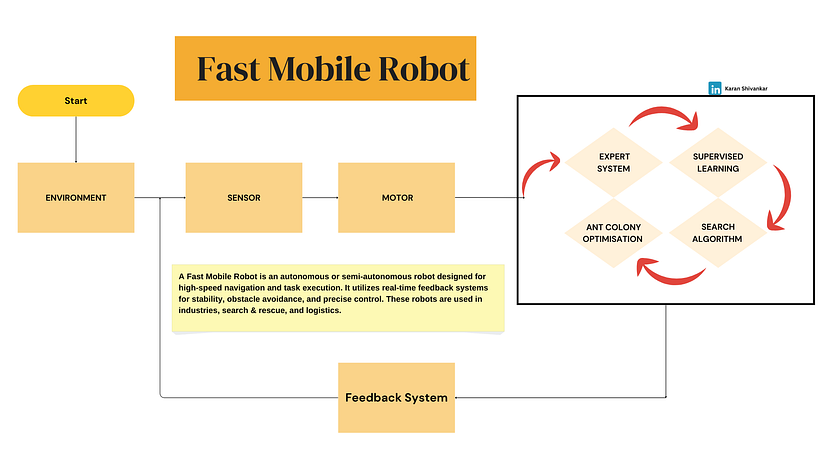 Fast Mobile Robot
Start
in Karan Shivankar
ENVIRONMENT
SENSOR
MOTOR
EXPERT
SYSTEM
SUPERVISED
LEARNING
ANT COLONY
OPTIMISATION
SEARCH
ALGORITHM
A Fast Mobile Robot is an autonomous or semi-autonomous robot designed for
high-speed navigation and task execution. It utilizes real-time feedback systems
for stability, obstacle avoidance, and precise control. These robots are used in
industries, search & rescue, and logistics.
Feedback System